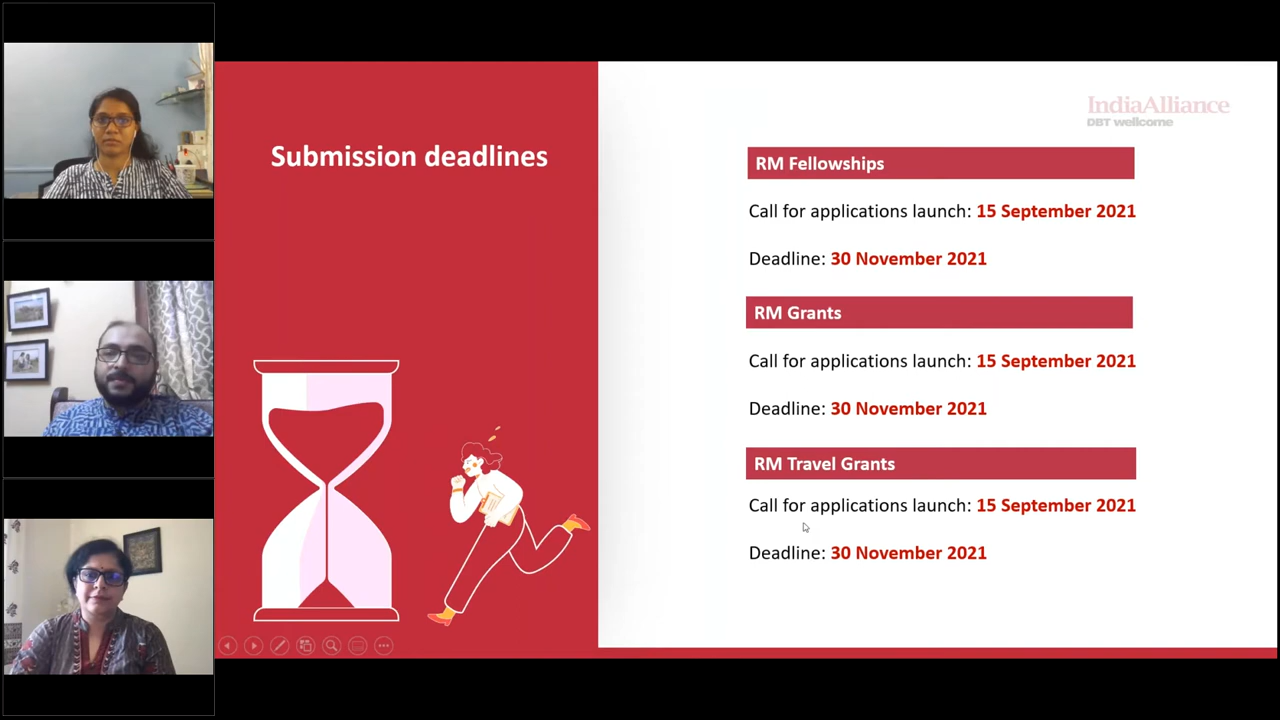 Submission deadlines
IndiaAlliance
DBT wellcome
RM Fellowships
Call for applications launch: 15 September 2021
Deadline: 30 November 2021
RM Grants
Call for applications launch: 15 September 2021
Deadline: 30 November 2021
RM Travel Grants
Call for applications launch: 15 September 2021
Deadline: 30 November 2021